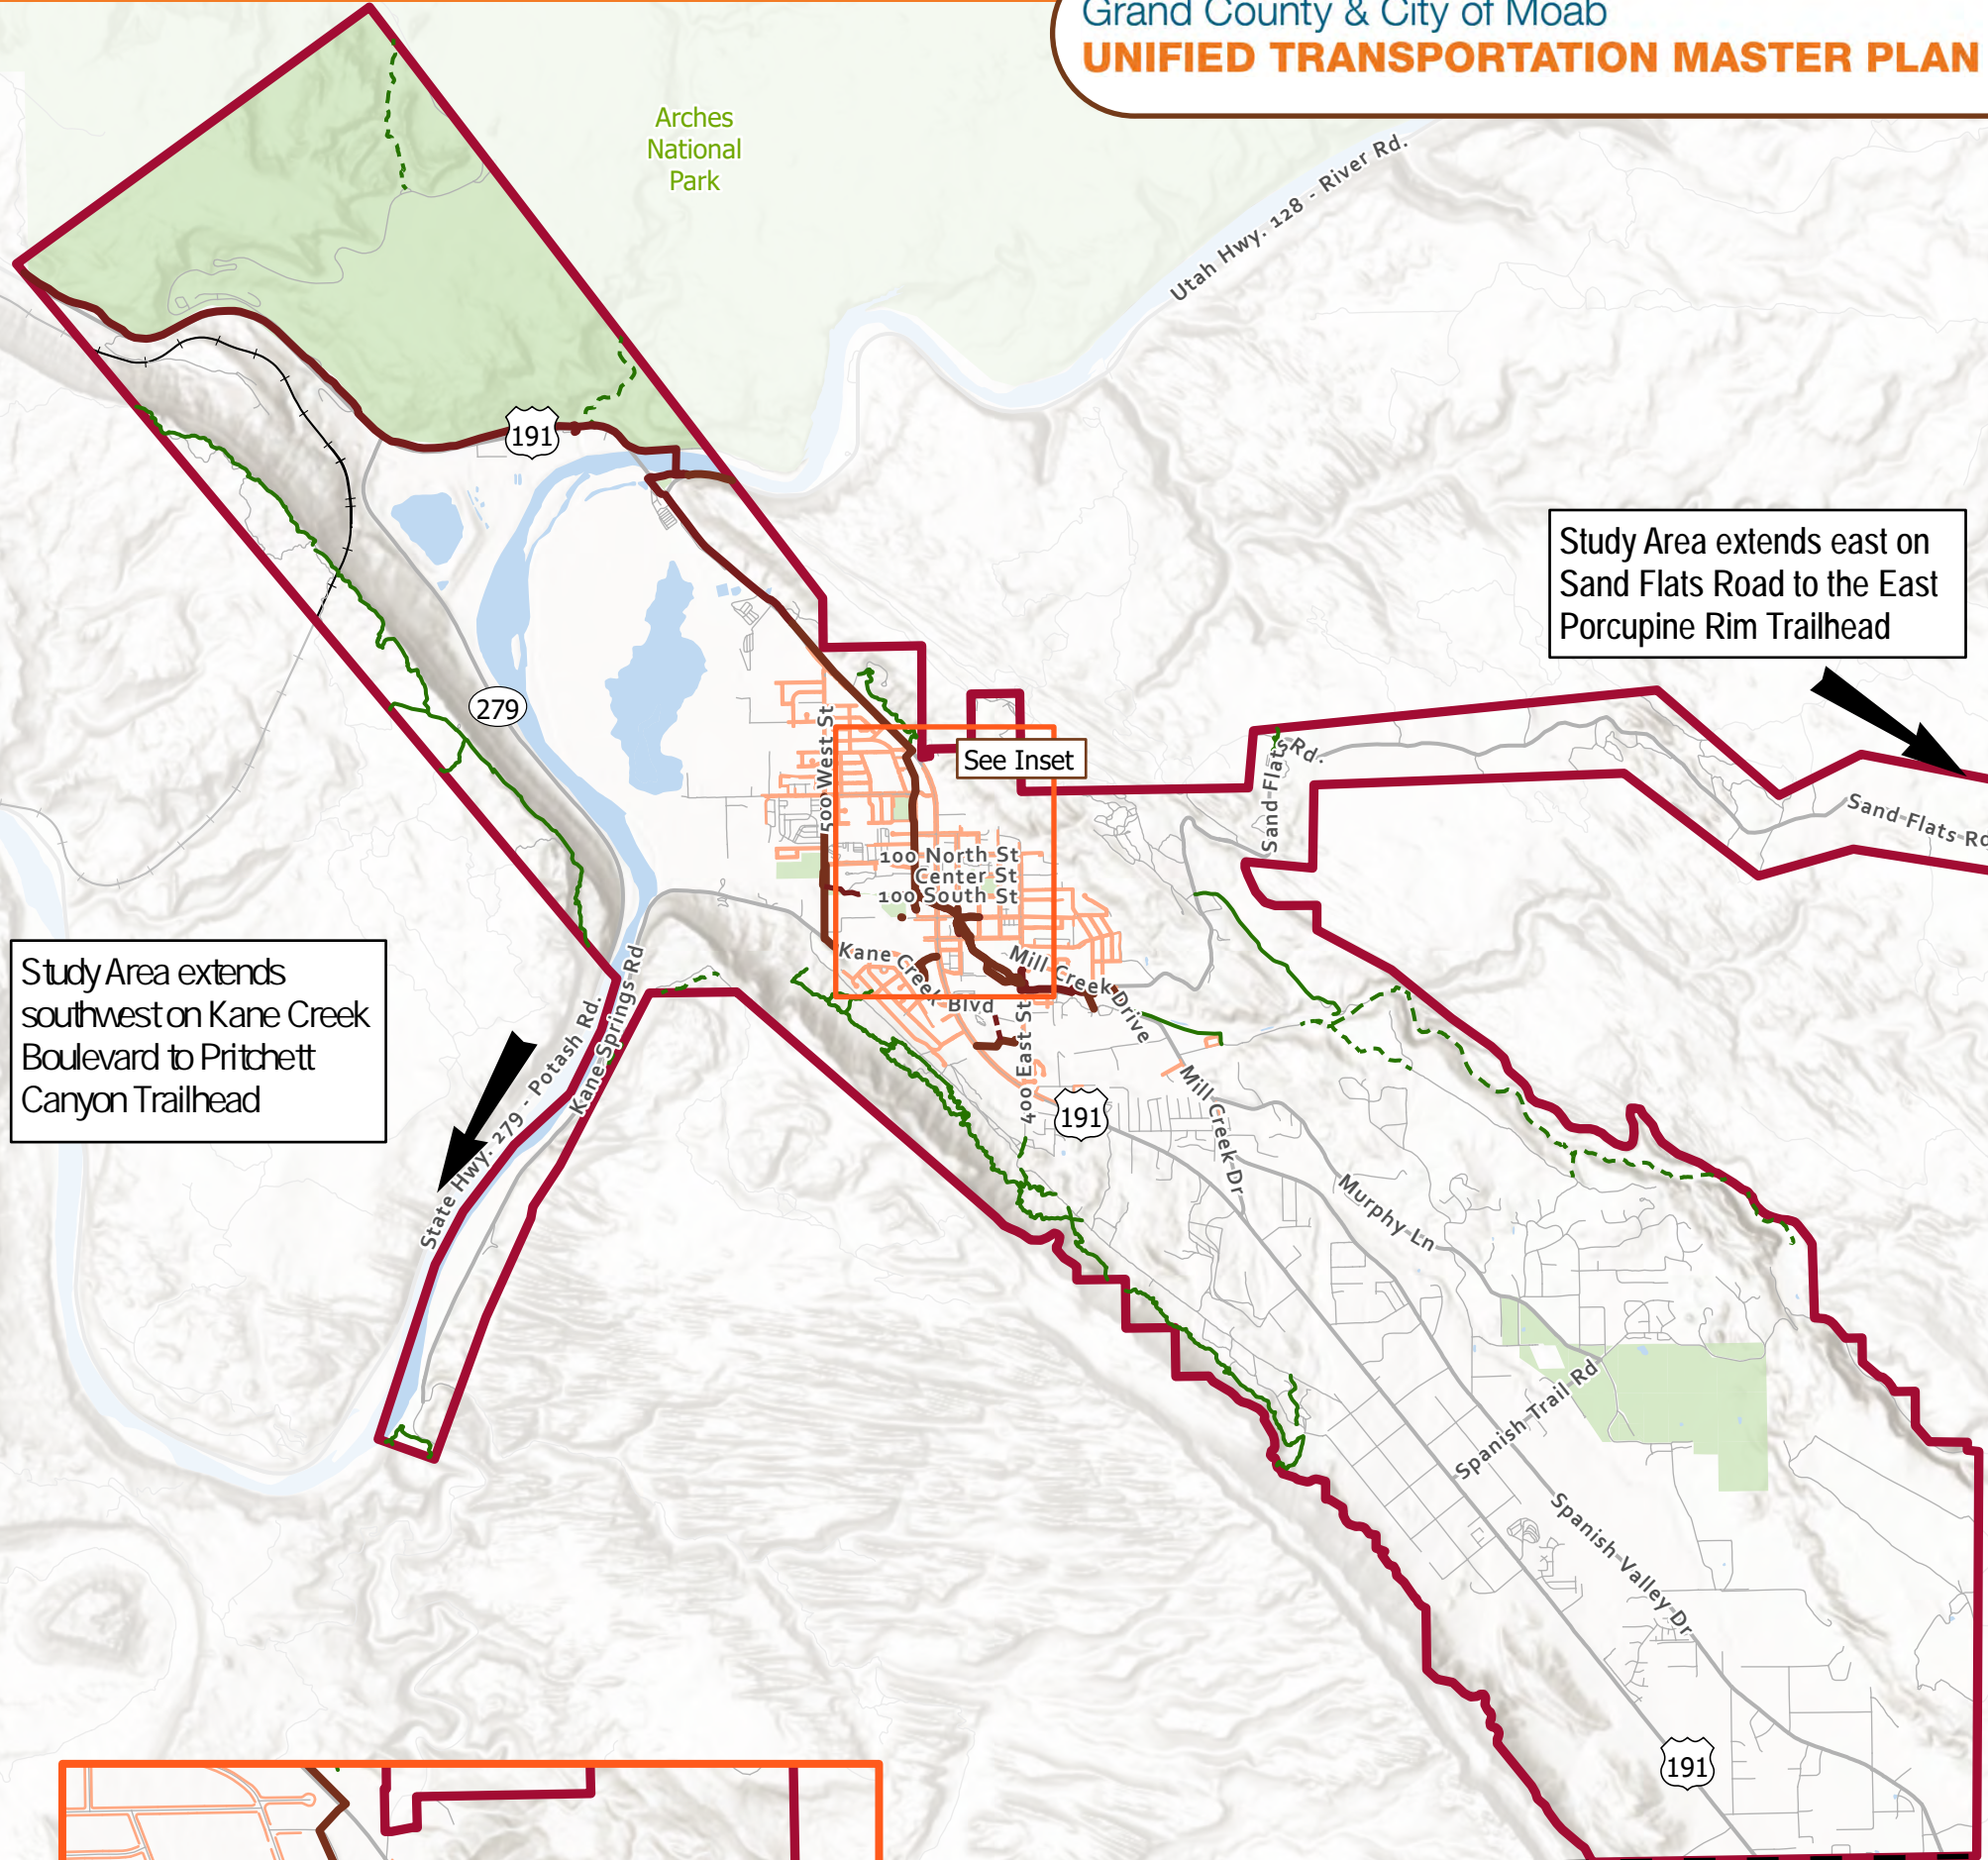 Grand County & City of Moab
UNIFIED TRANSPORTATION MASTER PLAN
Arches
National
Park
Utah Hwy. 128 - River Rd.
191
Study Area extends east on
Sand Flats Road to the East
Porcupine Rim Trailhead
279
500 West St
See Inset
Sand Flats Rd.
Sand Flats Rd
100 North St
Center St
100 South St
Kane Creek Blvd
Mill Creek Drive
Study Area extends
southwest on Kane Creek
Boulevard to Pritchett
Canyon Trailhead
State Hwy. 279 - Potash Rd.
Kane Springs Rd
400 East St
191
Mill Creek Dr
Murphy Ln
Spanish Trail Rd
Spanish Valley Dr
191